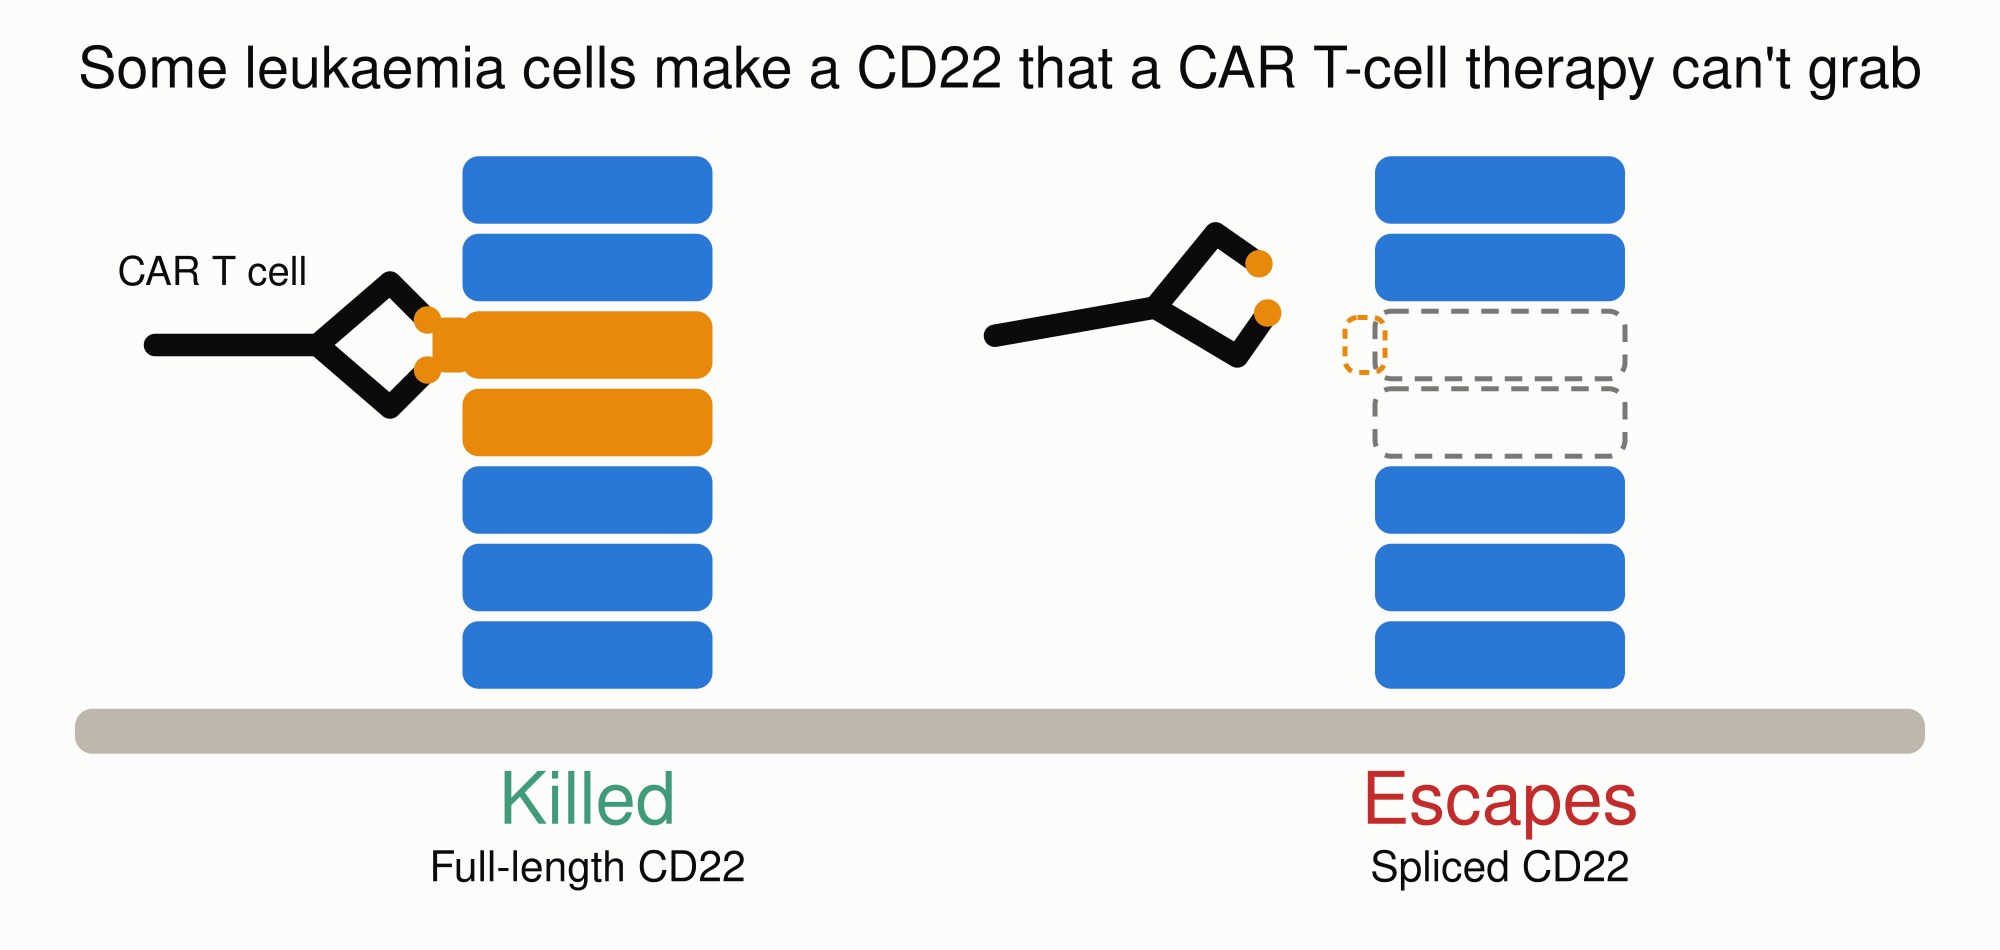 Some leukaemia cells make a CD22 that a CAR T-cell therapy can't grab
CAR T cell
Killed
Full-length CD22
Escapes
Spliced CD22